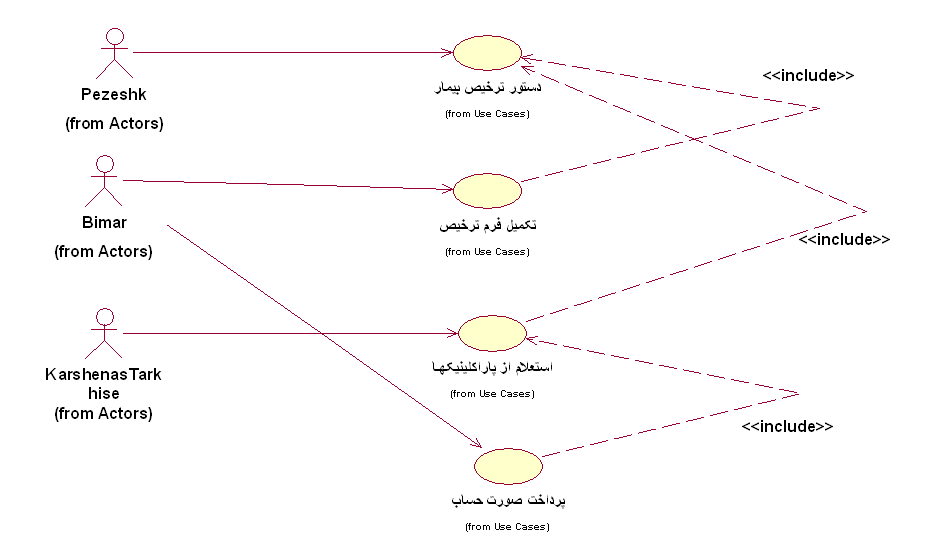 Pezeshk
(from Actors)
دستور ترخیص بیمار
(from Use Cases)
<<include>>
Bimar
(from Actors)
تکمیل فرم ترخیص
(from Use Cases)
<<include>>
KarshenasTark
hise
(from Actors)
استعلام از پاراکلینیکها
(from Use Cases)
<<include>>
پرداخت صورت حساب
(from Use Cases)